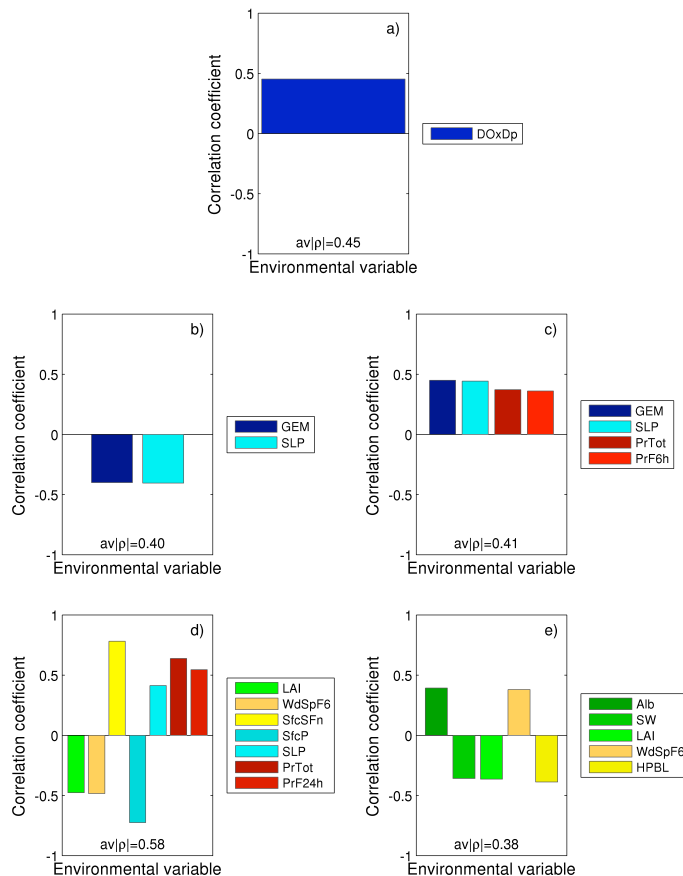 a)
1
0.5
0
-0.5
-1
Correlation coefficient
av|ρ|=0.45
Environmental variable
DOxDp
b)
1
0.5
0
-0.5
-1
Correlation coefficient
av|ρ|=0.40
Environmental variable
GEM
SLP
c)
1
0.5
0
-0.5
-1
Correlation coefficient
av|ρ|=0.41
Environmental variable
GEM
SLP
PrTot
PrF6h
d)
1
0.5
0
-0.5
-1
Correlation coefficient
av|ρ|=0.58
Environmental variable
LAI
WdSpF6
SfcSFn
SfcP
SLP
PrTot
PrF24h
e)
1
0.5
0
-0.5
-1
Correlation coefficient
av|ρ|=0.38
Environmental variable
Alb
SW
LAI
WdSpF6
HPBL